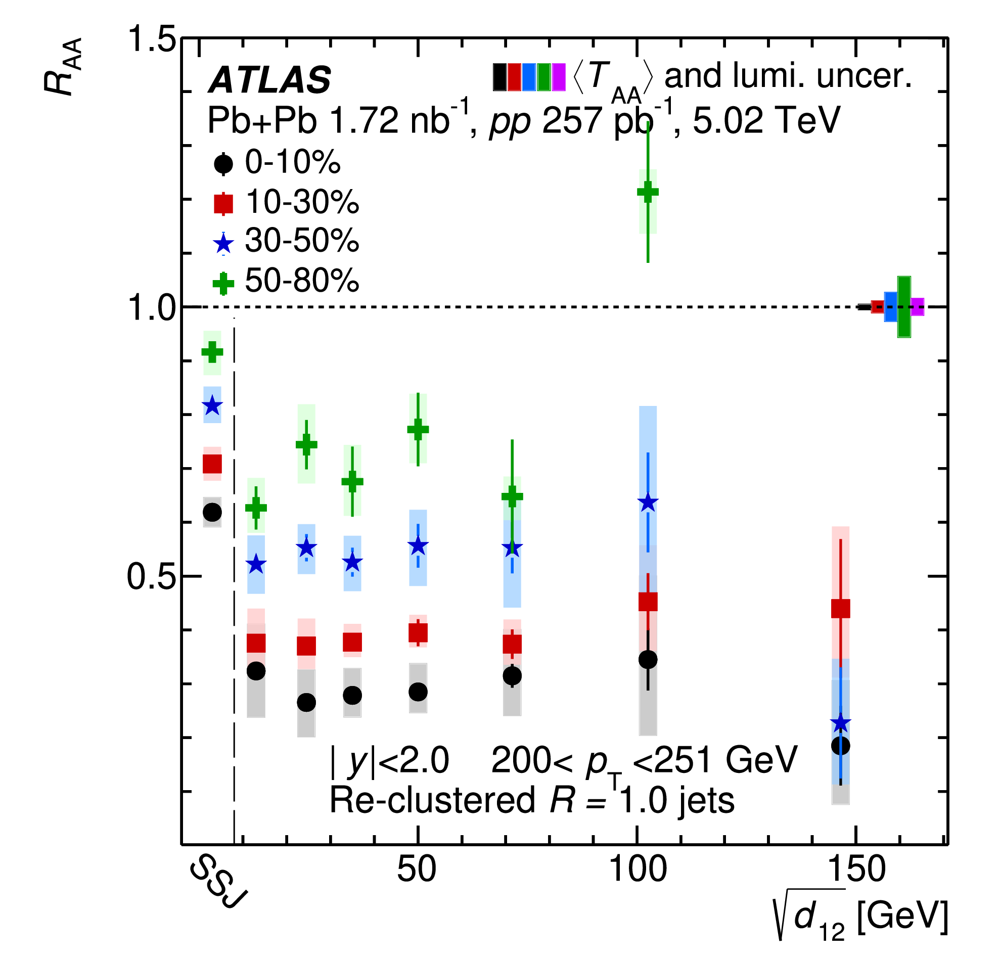 R_AA
1.5
ATLAS
⟨T_AA⟩ and lumi. uncer.
Pb+Pb 1.72 nb⁻¹, pp 257 pb⁻¹, 5.02 TeV
0-10%
10-30%
30-50%
50-80%
1.0
0.5
|y|<2.0 200< p_T <251 GeV
Re-clustered R = 1.0 jets
SSJ 50 100 150
√d₁₂ [GeV]